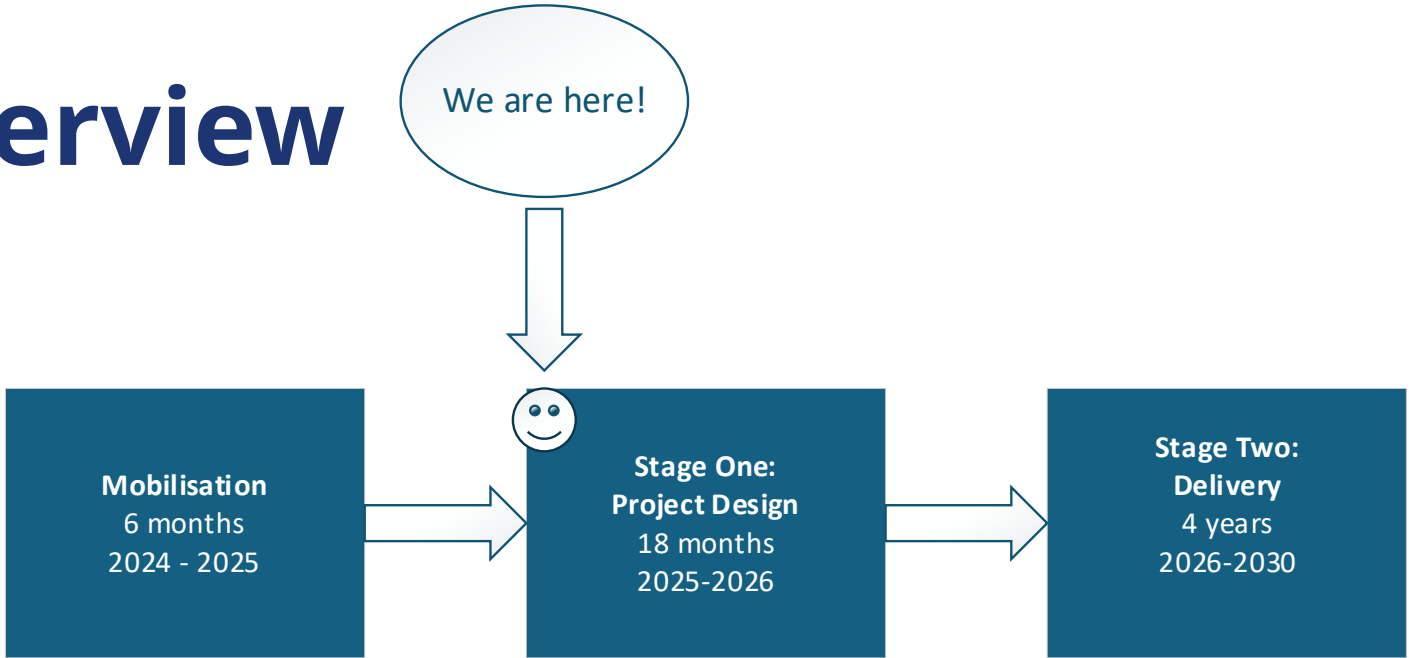 erview
We are here!
Mobilisation
6 months
2024 - 2025
Stage One:
Project Design
18 months
2025-2026
Stage Two:
Delivery
4 years
2026-2030